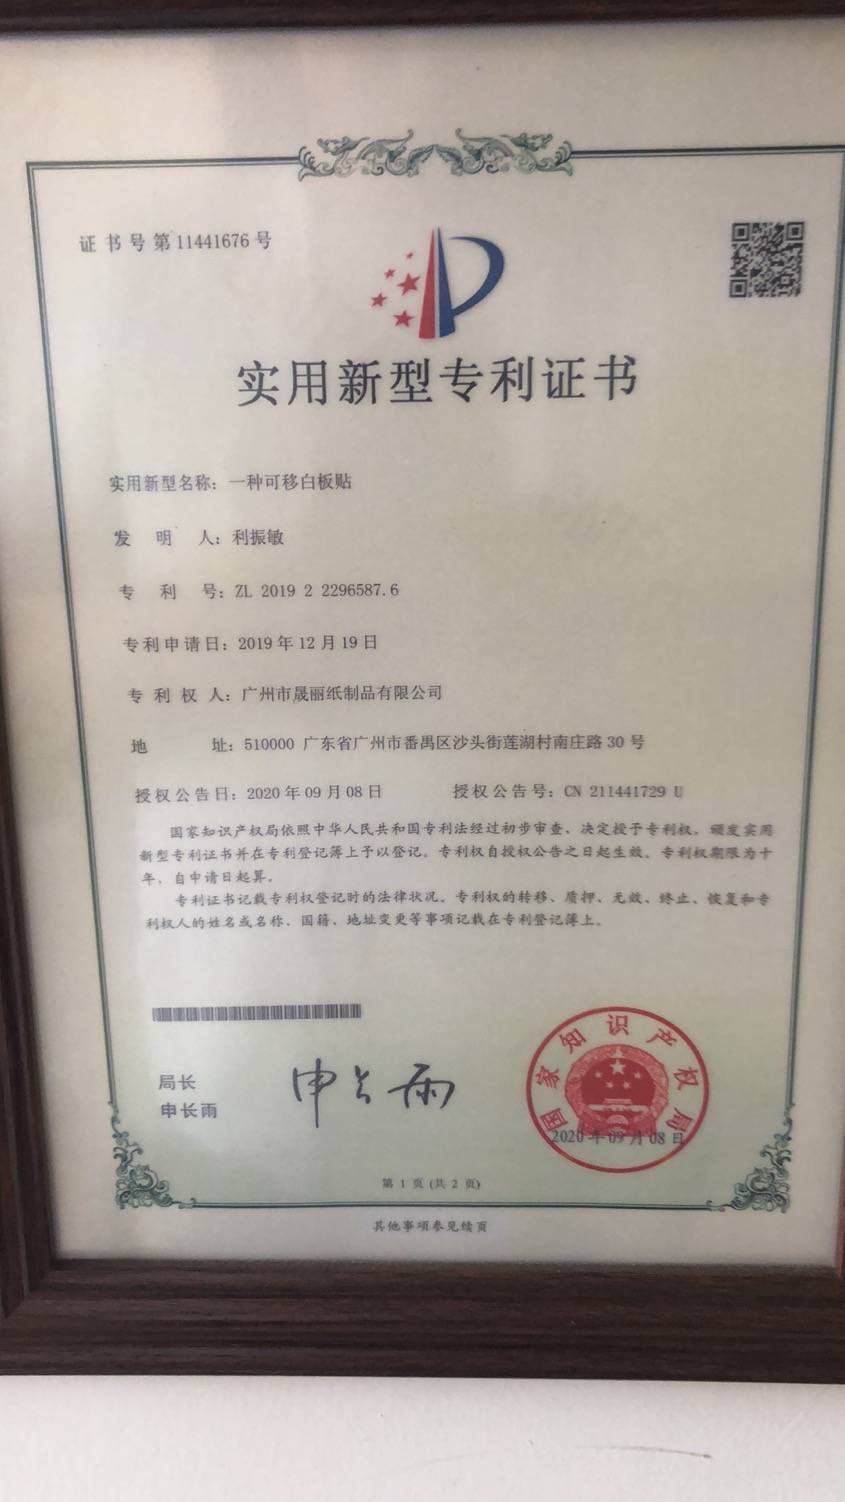 证书号第11441676号
实用新型专利证书
实用新型名称：一种可移白板贴
发明人：利振敏
专利号：ZL 2019 2 2296587.6
专利申请日：2019年12月19日
专利权人：广州市晟丽纸制品有限公司
地址：510000 广东省广州市番禺区沙头街莲湖村南庄路30号
授权公告日：2020年09月08日 授权公告号：CN 211441729 U
国家知识产权局依照中华人民共和国专利法经过初步审查，决定授予专利权，颁发实用
新型专利证书并在专利登记簿上予以登记。专利权自授权公告之日起生效。专利权期限为十
年，自申请日起算。
专利证书记载专利权登记时的法律状况。专利权的转移、质押、无效、终止、恢复和专
利权人的姓名或名称、国籍、地址变更等事项记载在专利登记簿上。
局长
申长雨
申长雨
国家知识产权局
2020年09月08日
第 1 页 (共 2 页)
其他事项参见续页